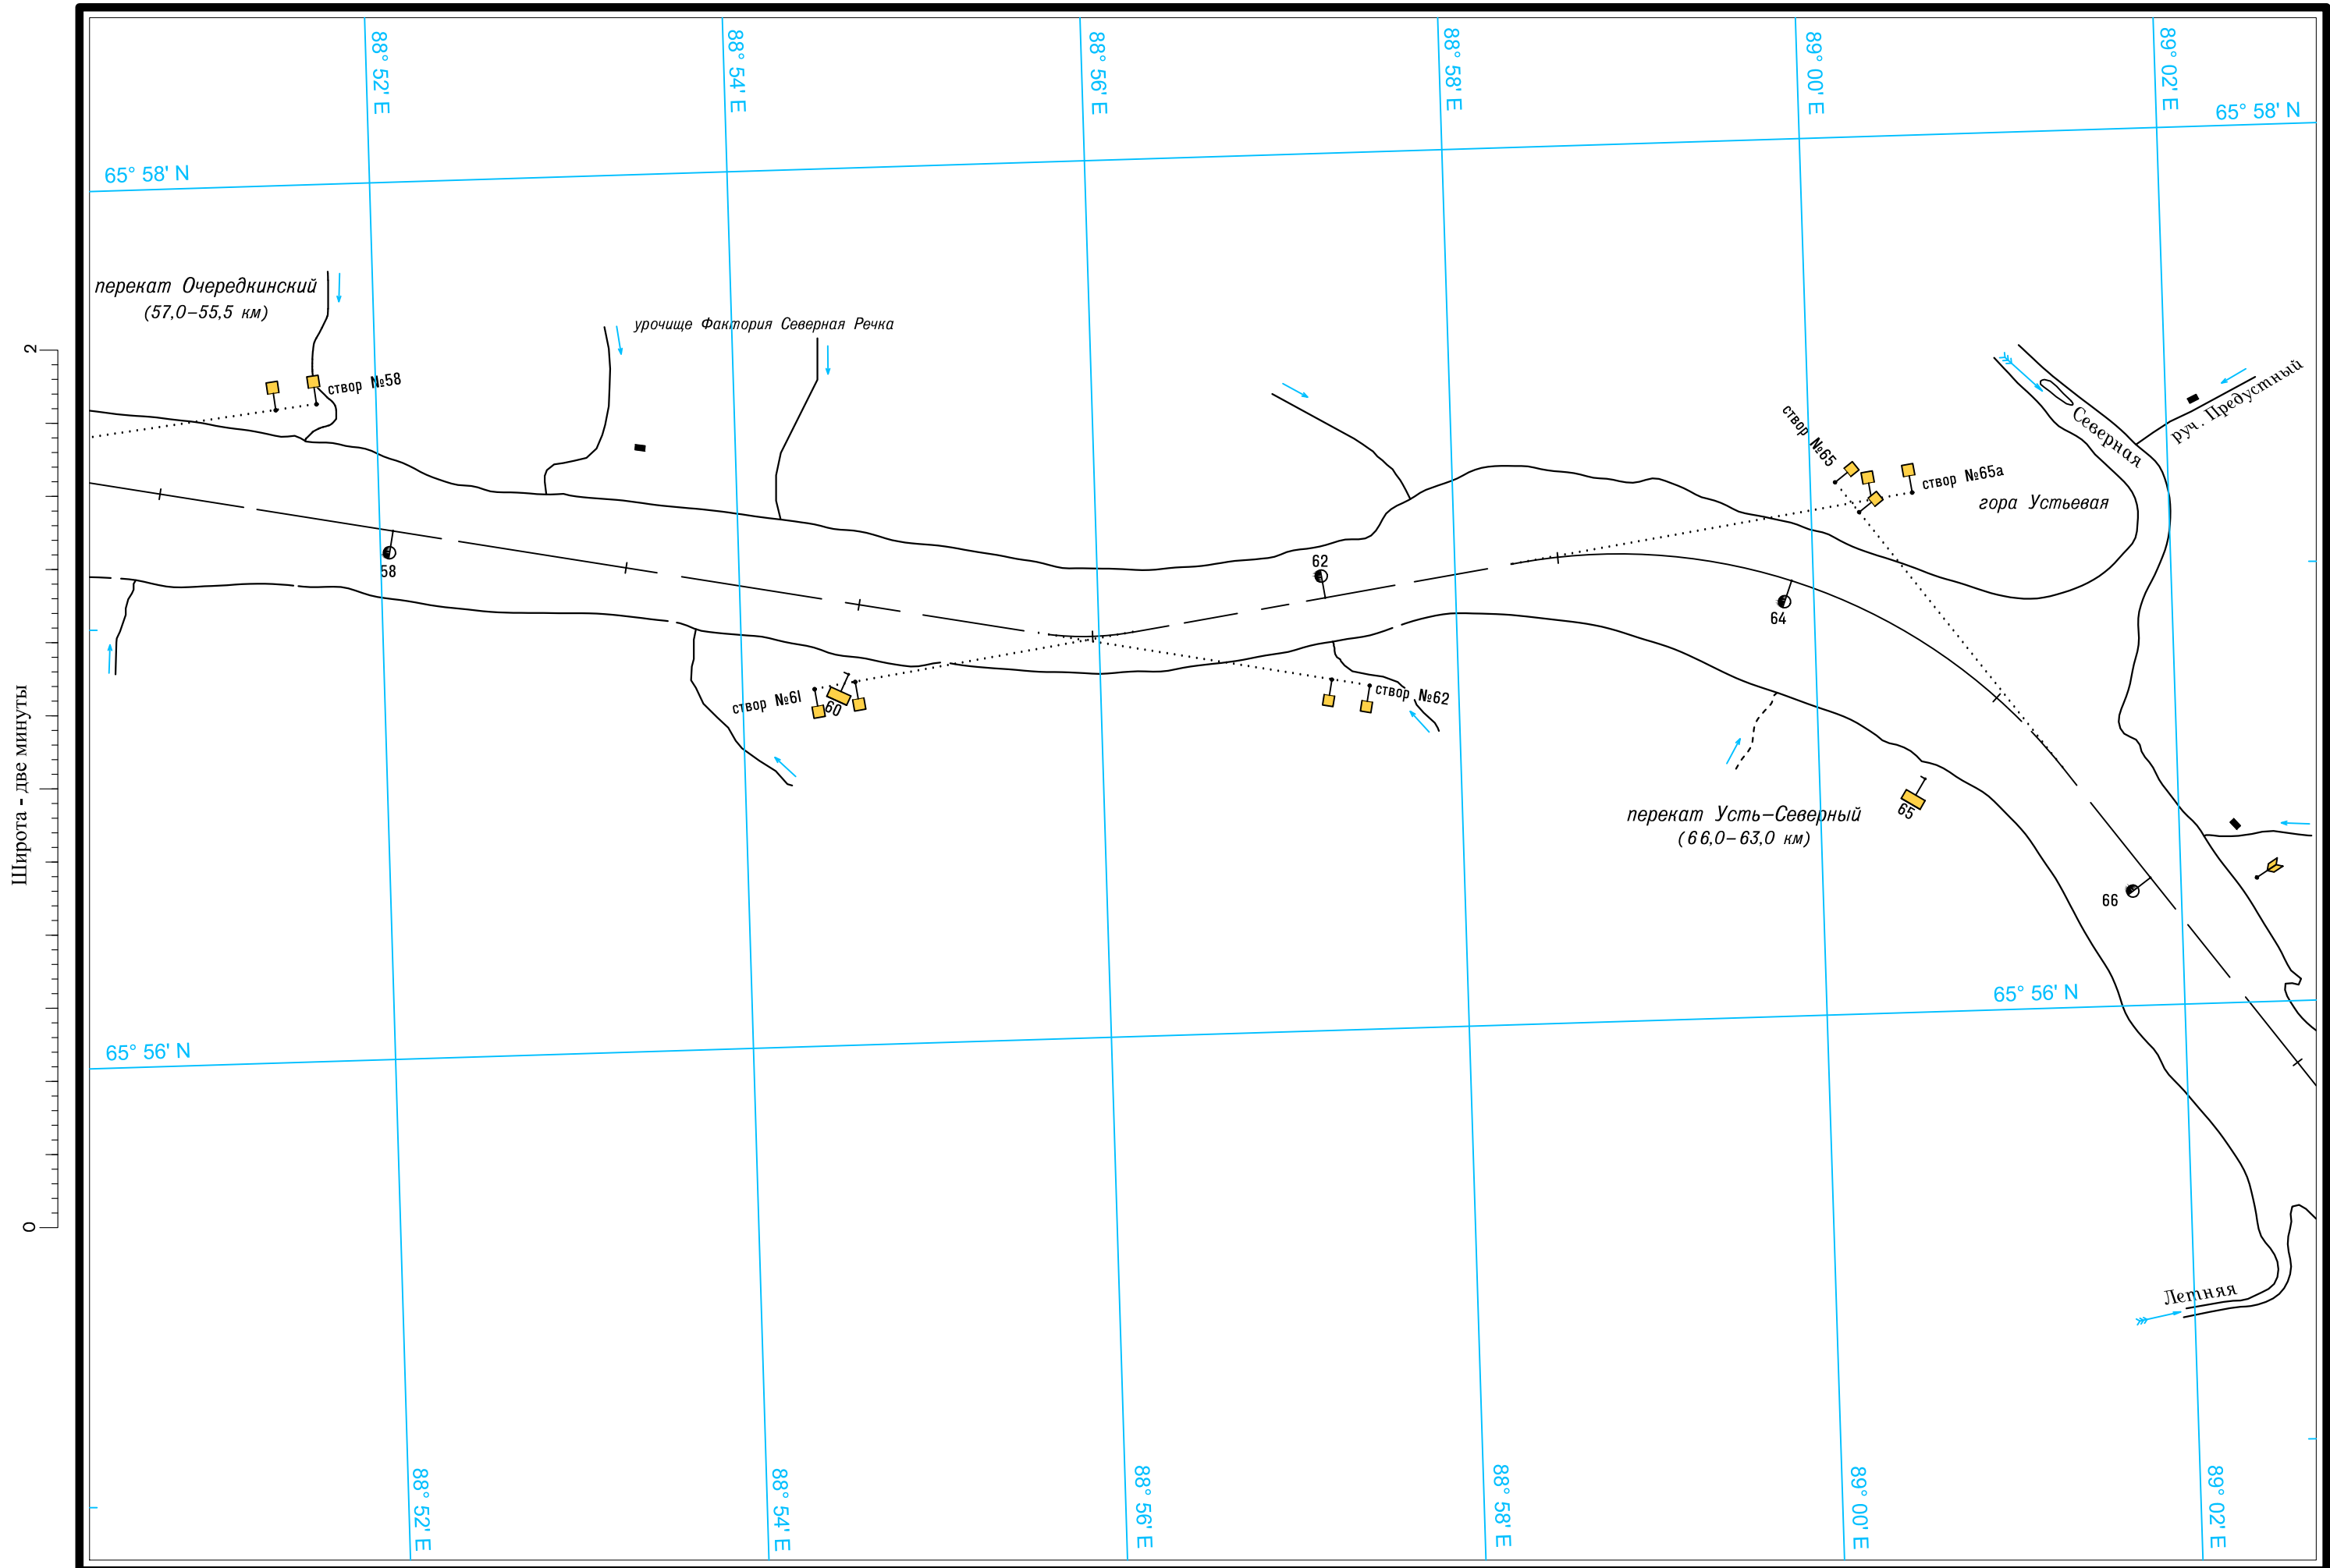 88° 52' E
88° 54' E
88° 56' E
88° 58' E
89° 00' E
89° 02' E
65° 58' N
65° 58' N
перекат Очередкинский
(57,0–55,5 км)
урочище Фактория Северная Речка
створ №58
створ №65
Северная
руч. Предустный
створ №65а
гора Устьевая
58
62
64
створ №61
60
створ №62
перекат Усть–Северный
(66,0–63,0 км)
65
66
65° 56' N
65° 56' N
Летняя
88° 52' E
88° 54' E
88° 56' E
88° 58' E
89° 00' E
89° 02' E
2
Широта - две минуты
0